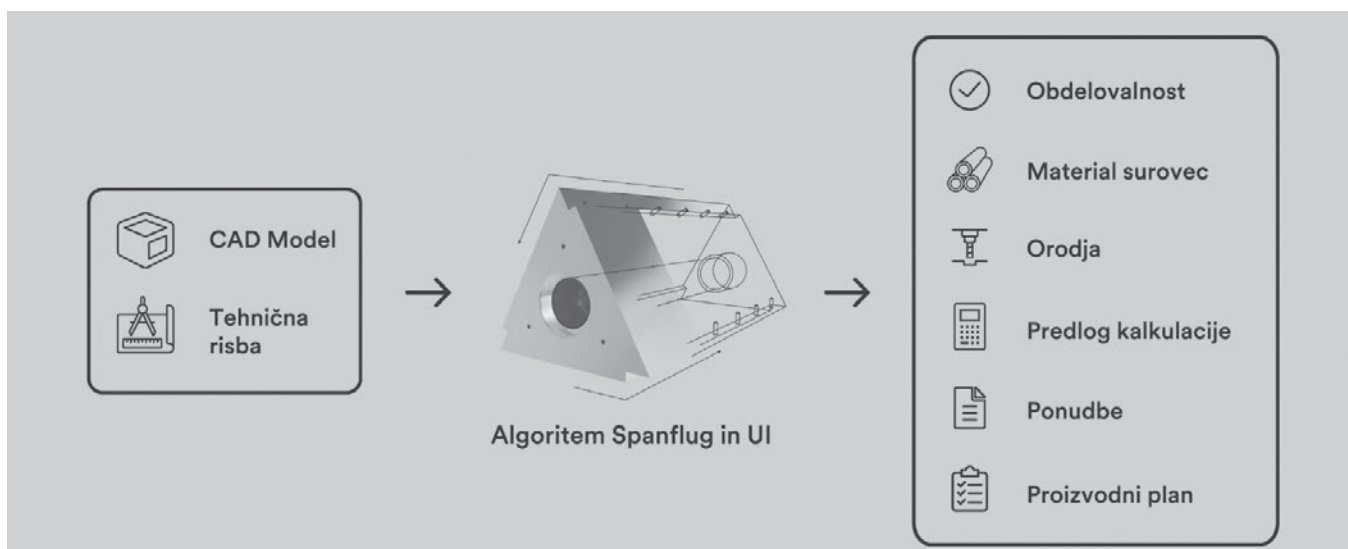 CAD Model
Tehnična
risba
Algoritem Spanflug in UI
Obdelovalnost
Material surovec
Orodja
Predlog kalkulacije
Ponudbe
Proizvodni plan